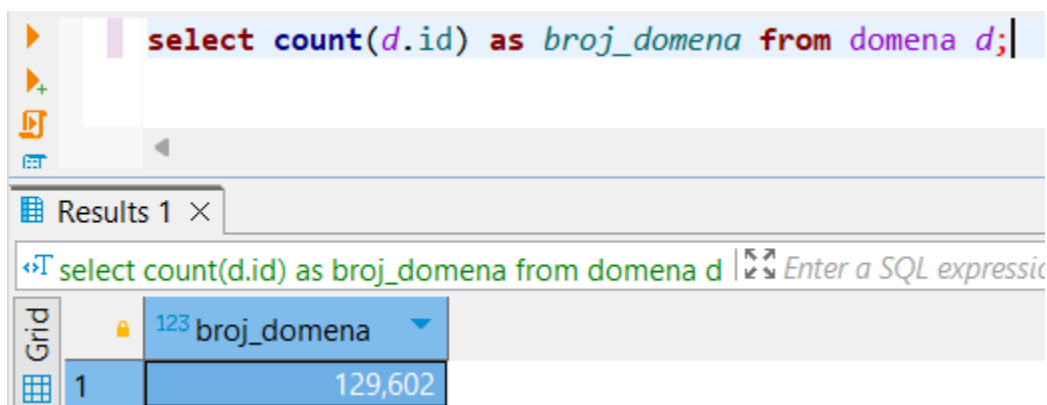 select count(d.id) as broj_domena from domena d;
Results 1
select count(d.id) as broj_domena from domena d Enter a SQL expressio
Grid
123 broj_domena
1 129,602